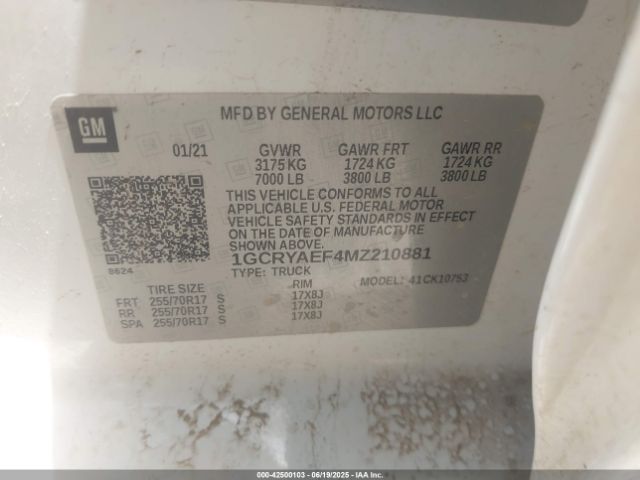 GM
MFD BY GENERAL MOTORS LLC
01/21 GVWR GAWR FRT GAWR RR
3175 KG 1724 KG 1724 KG
7000 LB 3800 LB 3800 LB
THIS VEHICLE CONFORMS TO ALL
APPLICABLE U.S. FEDERAL MOTOR
VEHICLE SAFETY STANDARDS IN EFFECT
ON THE DATE OF MANUFACTURE
SHOWN ABOVE.
1GCRYAEF4MZ210881
8624
TYPE: TRUCK MODEL: 41CK10753
TIRE SIZE RIM
FRT 255/70R17 S 17X8J
RR 255/70R17 S 17X8J
SPA 255/70R17 S 17X8J
000-42500103 - 06/19/2025 - IAAI.COM